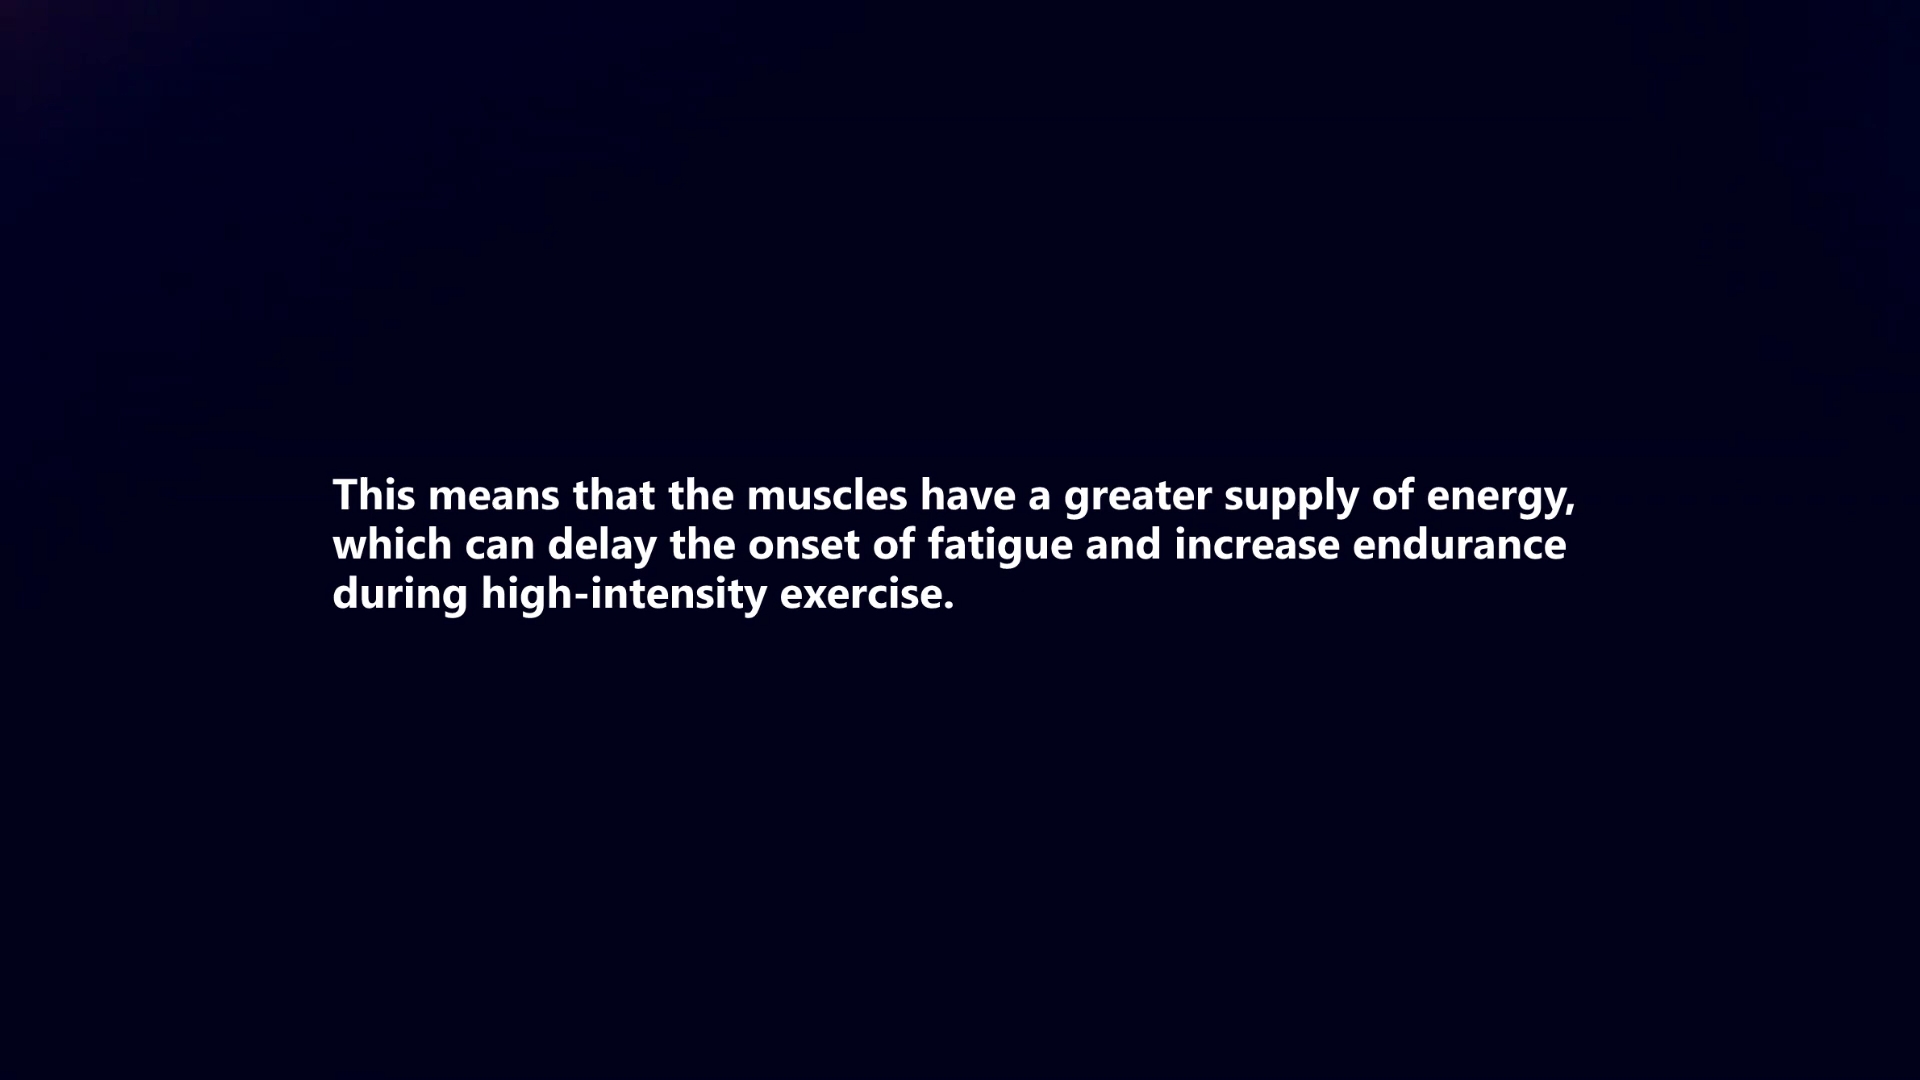 This means that the muscles have a greater supply of energy,
which can delay the onset of fatigue and increase endurance
during high-intensity exercise.